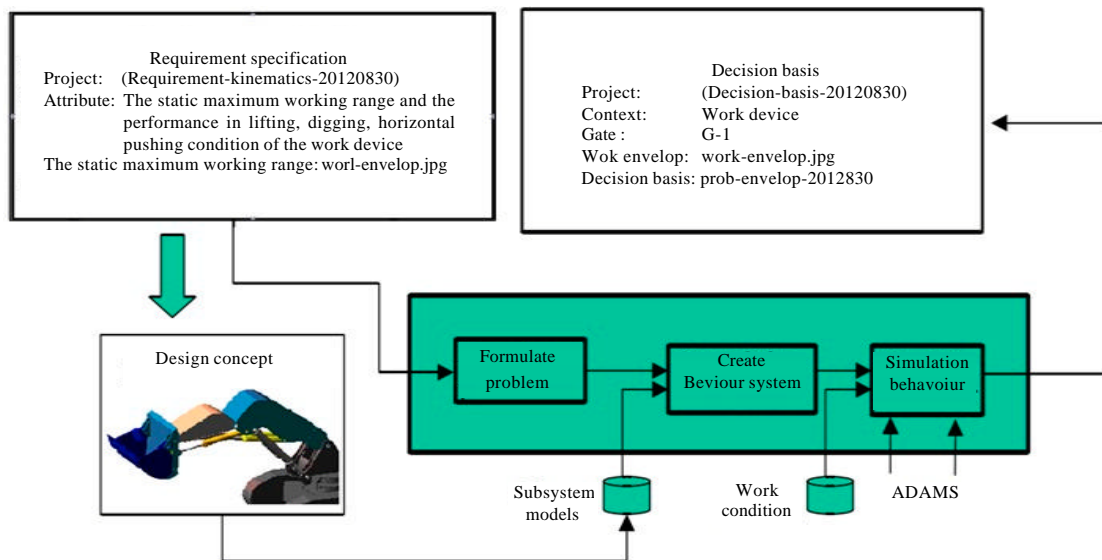 Requirement specification
Project: (Requirement-kinematics-20120830)
Attribute: The static maximum working range and the
performance in lifting, digging, horizontal
pushing condition of the work device
The static maximum working range: worl-envelop.jpg
Decision basis
Project: (Decision-basis-20120830)
Context: Work device
Gate : G-1
Wok envelop: work-envelop.jpg
Decision basis: prob-envelop-2012830
Design concept
Formulate
problem
Create
Beviour system
Simulation
behavoiur
Subsystem
models
Work
condition
ADAMS